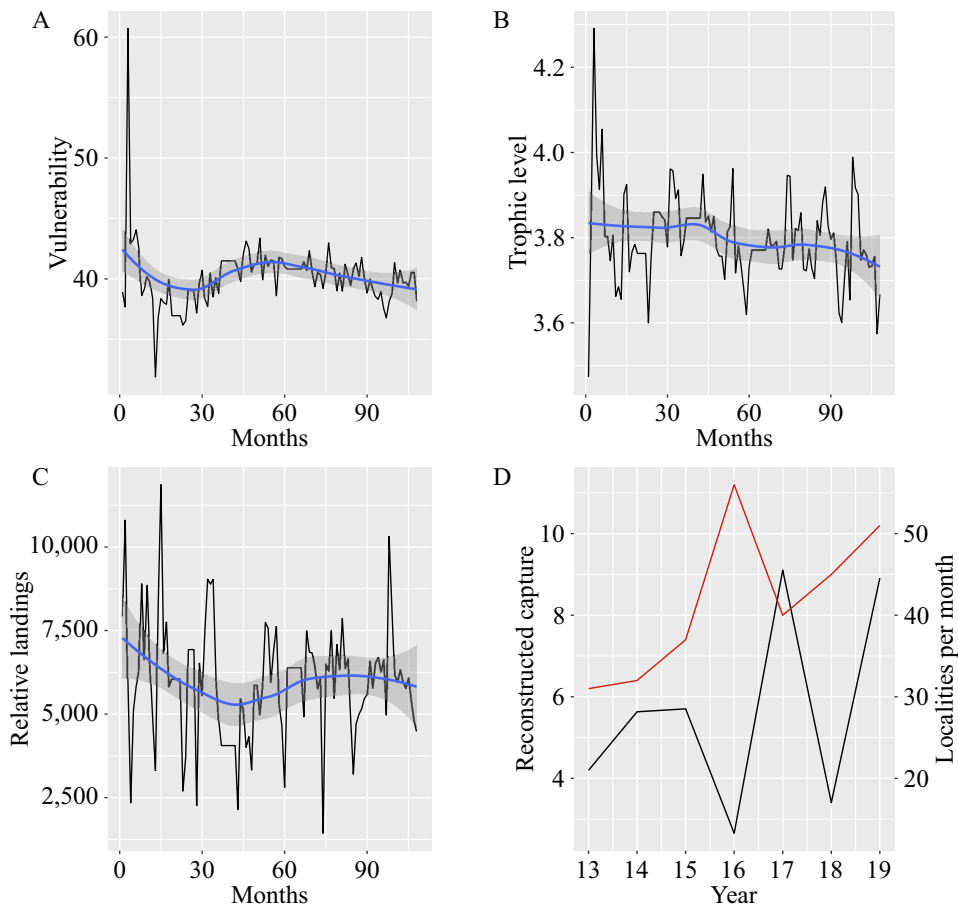 A
Vulnerability
60
50
40
0 30 60 90
Months
B
Trophic level
4.2
4.0
3.8
3.6
0 30 60 90
Months
C
Relative landings
10,000
7,500
5,000
2,500
0 30 60 90
Months
D
Reconstructed capture
10
8
6
4
50
40
30
20
Localities per month
13 14 15 16 17 18 19
Year